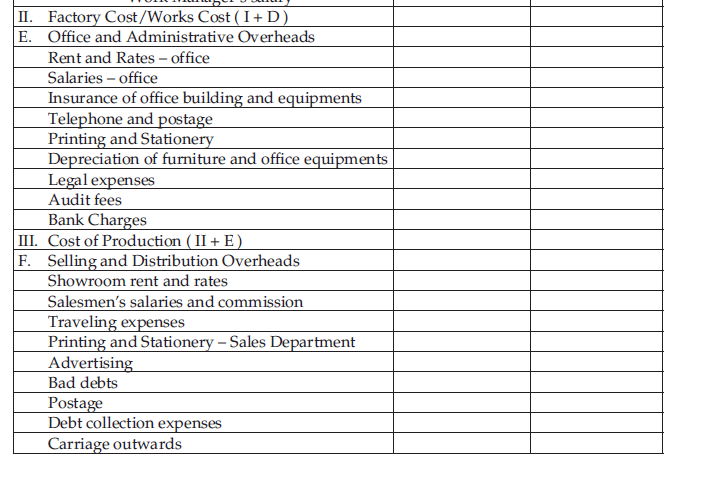 Work Manager's salary
II. Factory Cost/Works Cost ( I + D )
E. Office and Administrative Overheads
Rent and Rates – office
Salaries – office
Insurance of office building and equipments
Telephone and postage
Printing and Stationery
Depreciation of furniture and office equipments
Legal expenses
Audit fees
Bank Charges
III. Cost of Production ( II + E )
F. Selling and Distribution Overheads
Showroom rent and rates
Salesmen's salaries and commission
Traveling expenses
Printing and Stationery – Sales Department
Advertising
Bad debts
Postage
Debt collection expenses
Carriage outwards